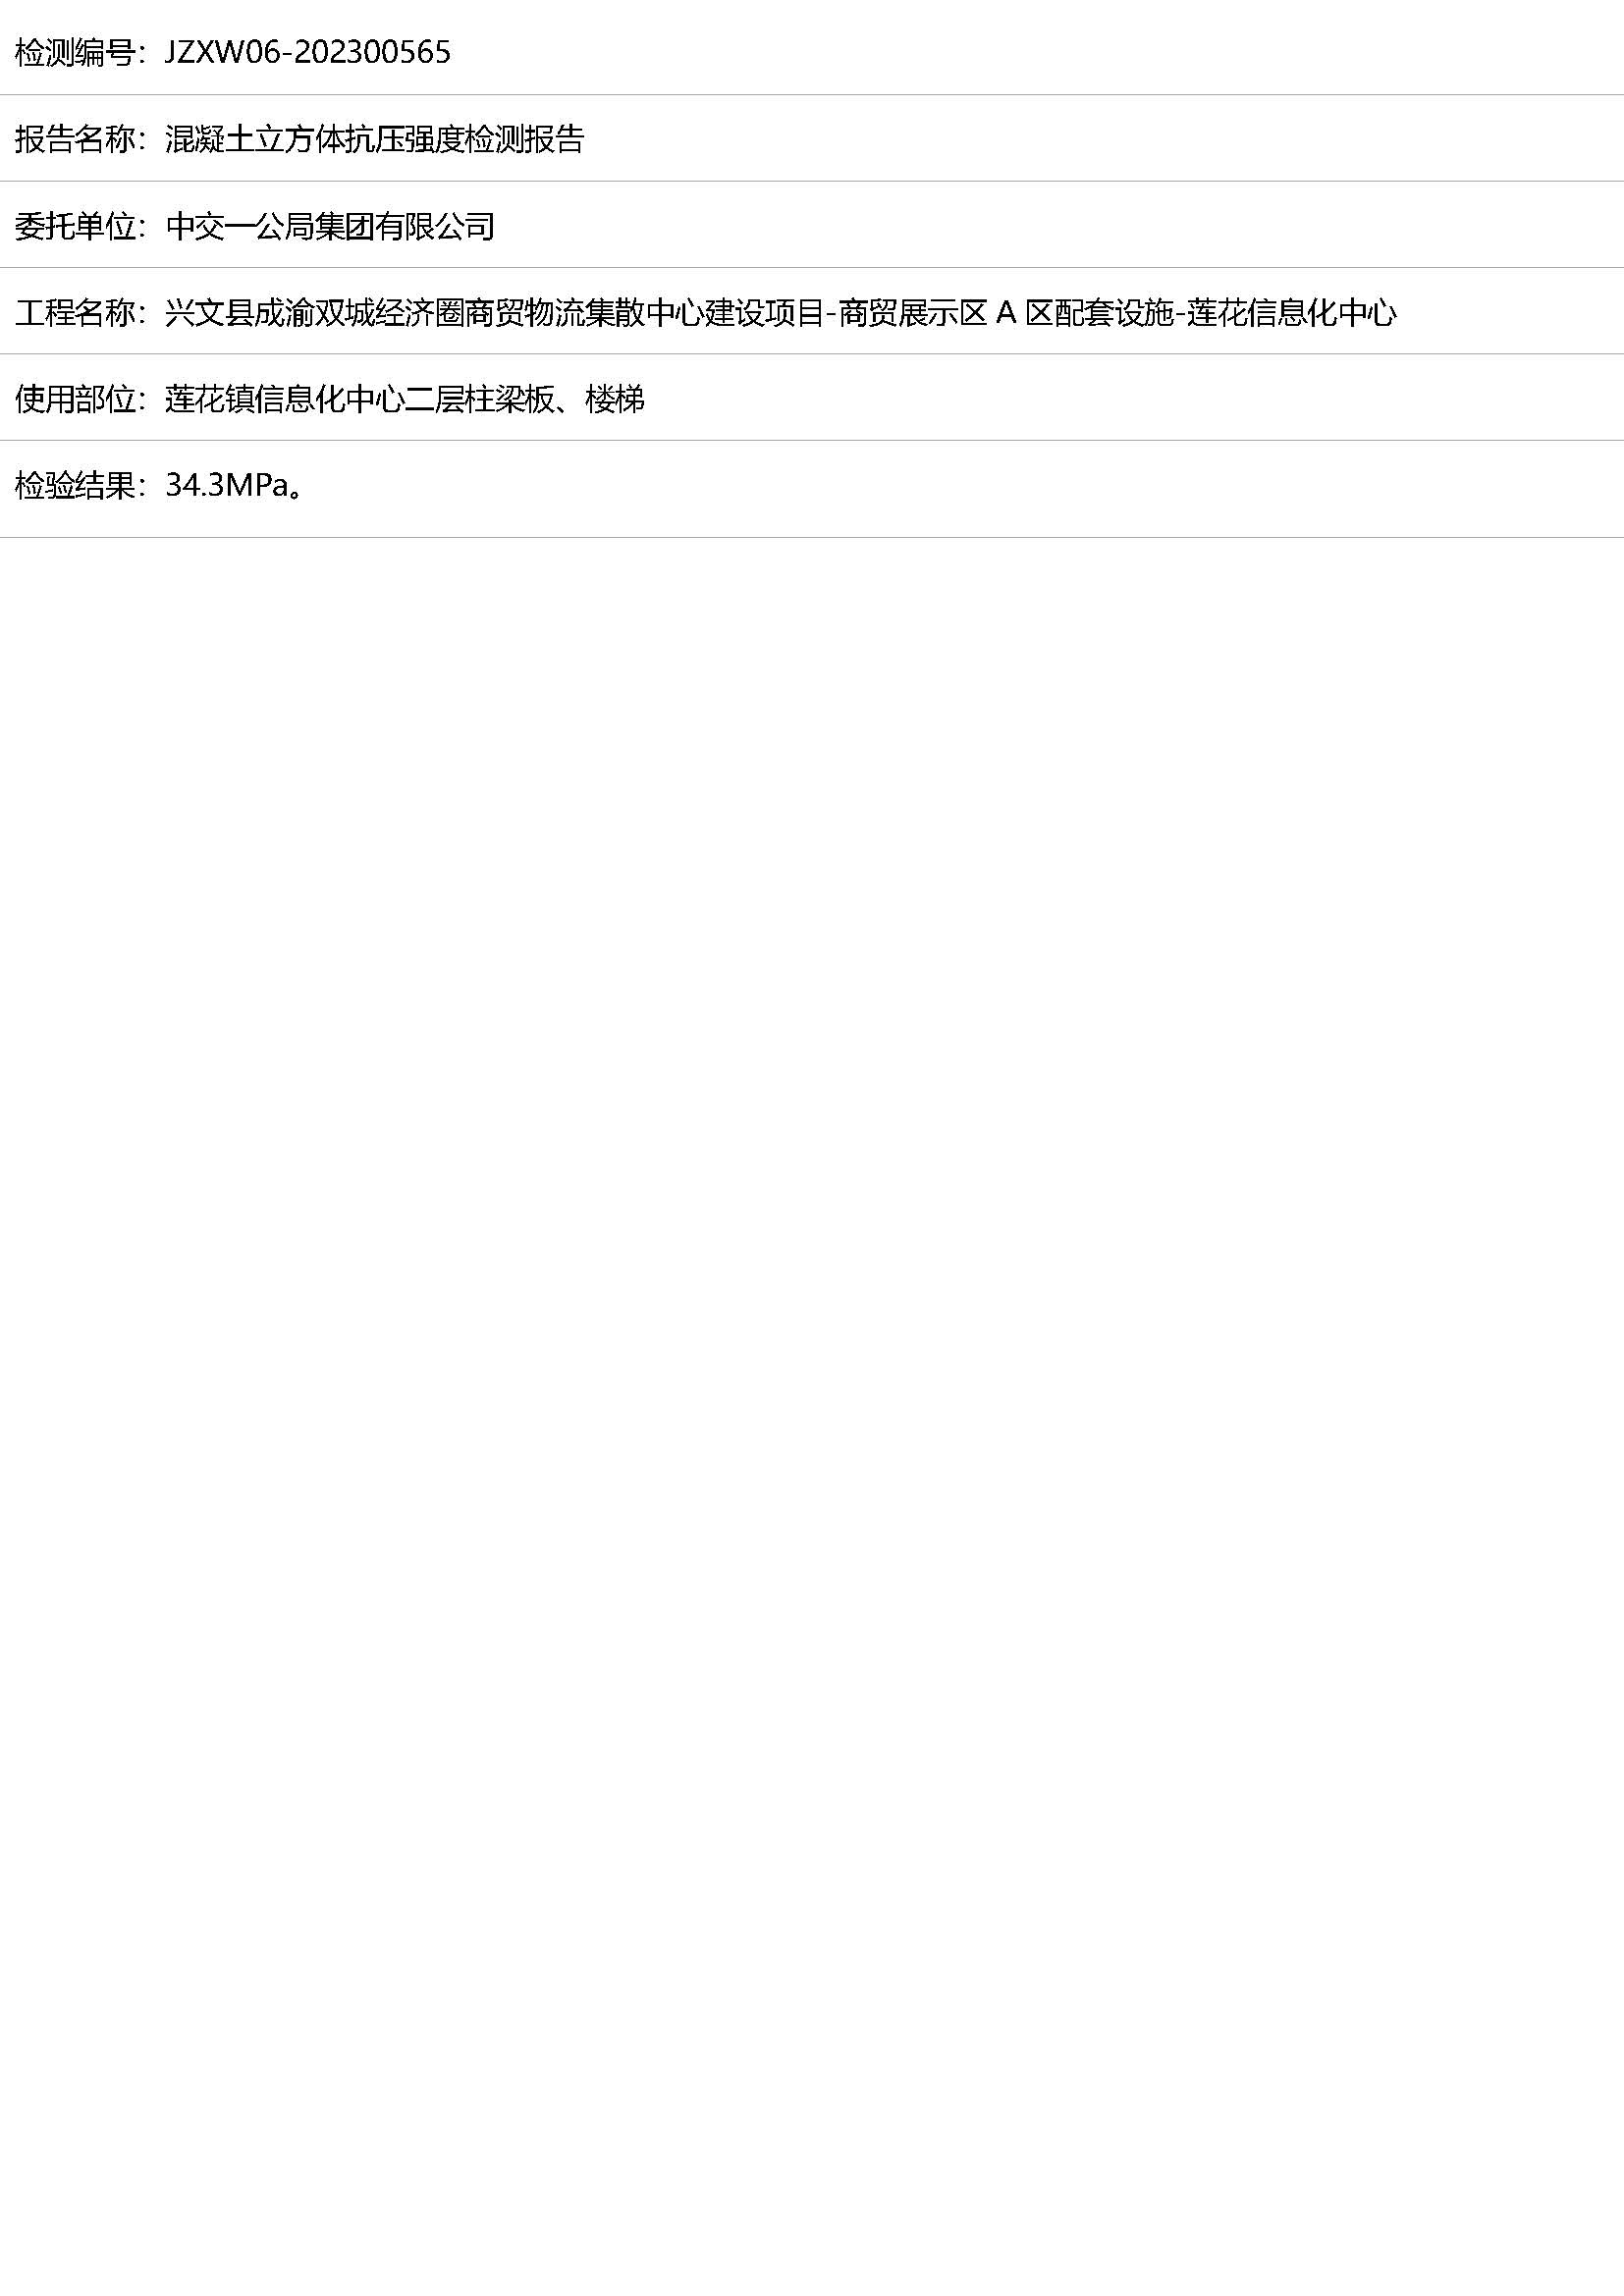 检测编号：JZXW06-202300565
报告名称：混凝土立方体抗压强度检测报告
委托单位：中交一公局集团有限公司
工程名称：兴文县成渝双城经济圈商贸物流集散中心建设项目-商贸展示区 A 区配套设施-莲花信息化中心
使用部位：莲花镇信息化中心二层柱梁板、楼梯
检验结果：34.3MPa。